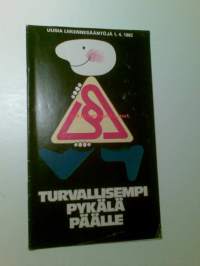 UUSIA LIIKENNESÄÄNTÖJÄ 1. 4. 1982
§
TURVALLISEMPI
PYKÄLÄ
PÄÄLLE